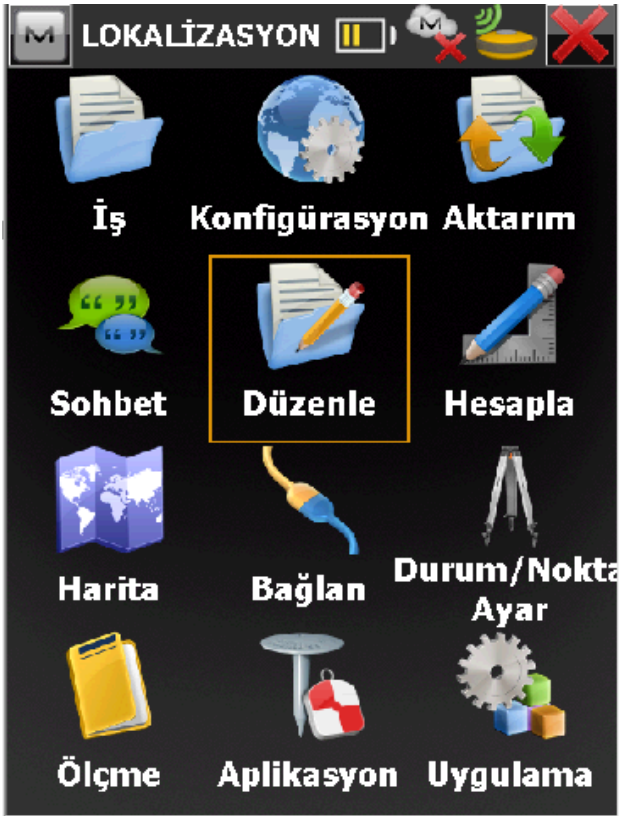 LOKALİZASYON
İş Konfigürasyon Aktarım
Sohbet Düzenle Hesapla
Harita Bağlan Durum/Nokta Ayar
Ölçme Aplikasyon Uygulama